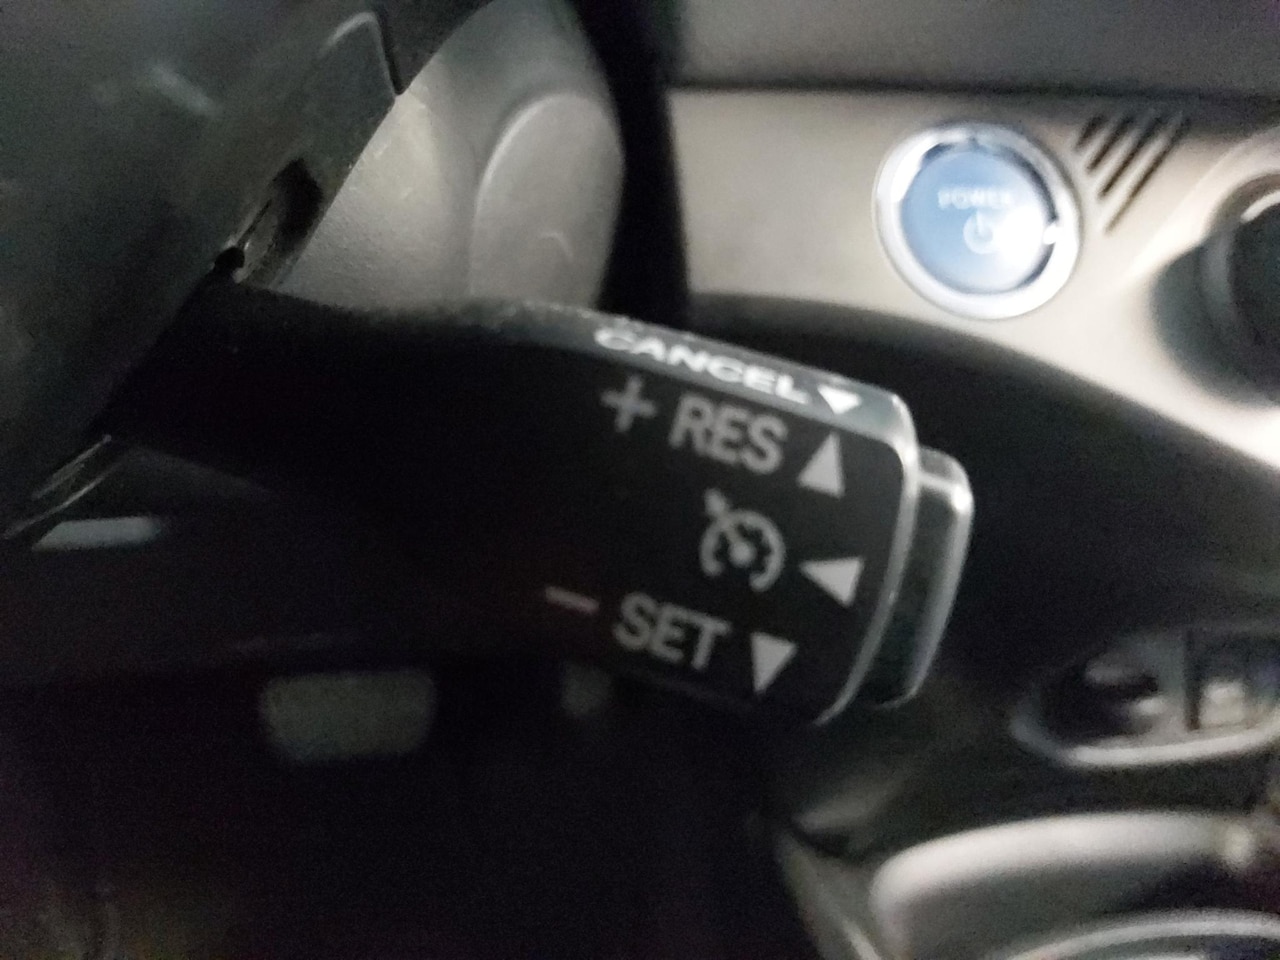 POWER
CANCEL▼
+ RES ▲
◀
− SET ▼